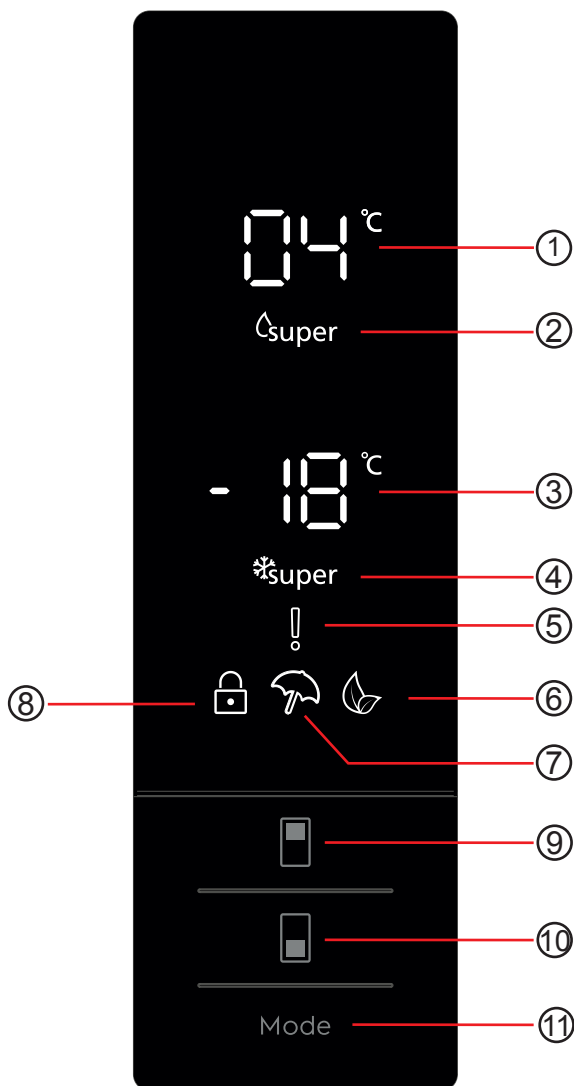 04 °C
①
super
②
- 18 °C
③
super
④
!
⑤
⑧
⑥
⑦
⑨
⑩
Mode
⑪